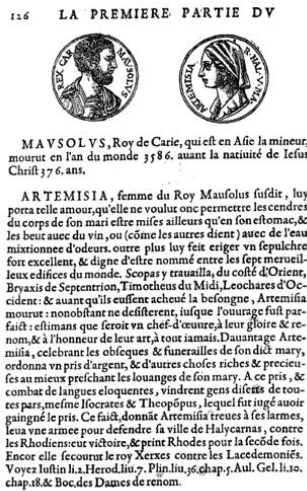 126 LA PREMIERE PARTIE DV
REX CAR MAVSOLVS
ARTEMISIA R·HAL·V·MA·
MAVSOLVS, Roy de Carie, qui est en Asie la mineur,
mourut en l'an du monde 3586. auant la natiuité de Iesus
Christ 376. ans.
ARTEMISIA, femme du Roy Mausolus susdit, luy
porta telle amour, qu'elle ne voulut onc permettre les cendres
du corps de son mari estre mises ailleurs qu'en son estomac, &
les beut auec du vin, ou (cõme les autres dient) auec de l'eau
mixtionnee d'odeurs. outre plus luy feit eriger vn sepulchre
fort excellent, & digne d'estre nommé entre les sept merueil-
leux edifices du monde. Scopas y trauailla, du costé d'Orient,
Bryaxis de Septentrion, Timotheus du Midi, Leochares d'Oc-
cident: & auant qu'ils eussent acheué la besongne, Artemisia
mourut: nonobstant ne desisterent, iusque l'ouurage fust par-
faict: estimans que seroit vn chef-d'œuure, à leur gloire & re-
nom, & à l'honneur de leur art, à tout iamais. Dauantage Arte-
misia, celebrant les obseques & funerailles de son dict mary,
ordonna vn pris d'argent, & d'autres choses riches & precieu-
ses au mieux preschant les louanges de son mary. A ce pris, &
combat de langues eloquentes, vindrent gens diserts de tou-
tes pars, mesme Isocrates & Theopõpus, lequel fut iugé auoir
gaigné le pris. Ce faict, donnãt Artemisia treues à ses larmes,
leua vne armee pour defendre sa ville de Halycarnas, contre
les Rhodiens: eut victoire, & print Rhodes pour la secõde fois.
Encor elle secourut le roy Xerxes contre les Lacedemoniẽs.
Voyez Iustin li.2. Herod. liu.7. Plin. liu.36. chap.5. Aul. Gel. li.10.
chap.18. & Boc. des Dames de renom.